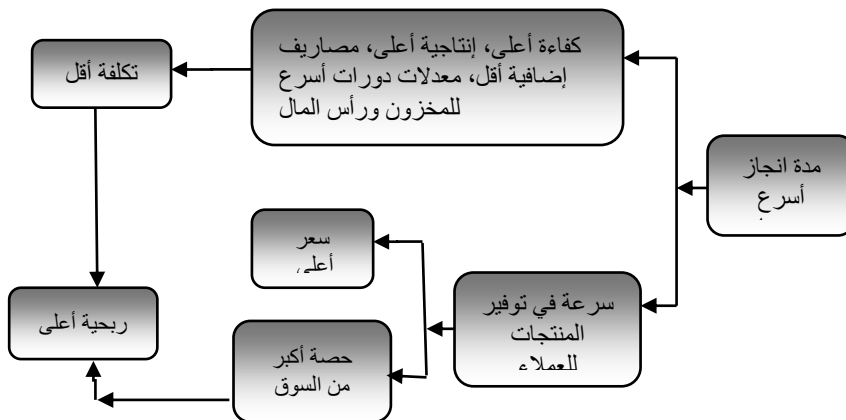 مدة انجاز
أسرع
كفاءة أعلى، إنتاجية أعلى، مصاريف
إضافية أقل، معدلات دورات أسرع
للمخزون ورأس المال
تكلفة أقل
سرعة في توفير
المنتجات
للعملاء
سعر
أعلى
حصة أكبر
من السوق
ربحية أعلى